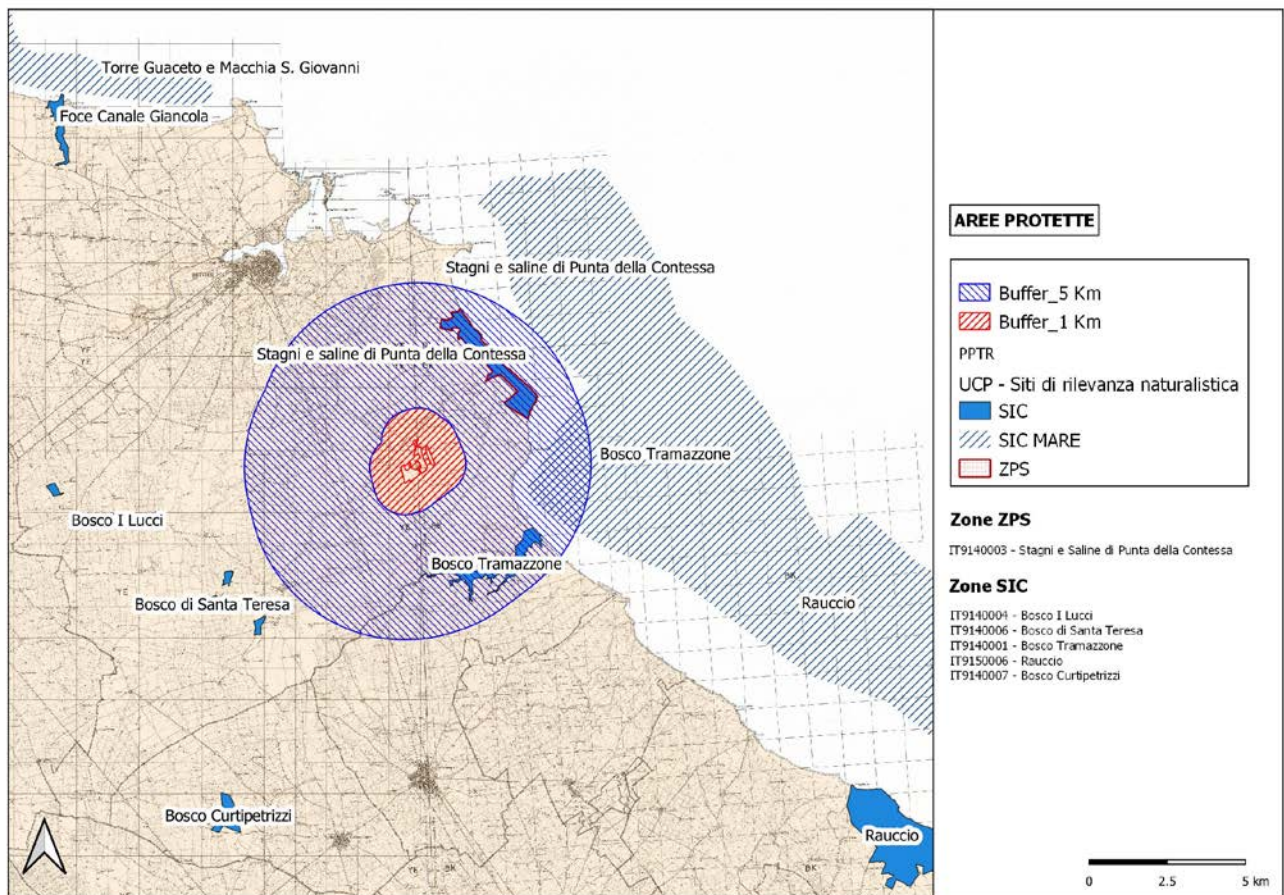 Torre Guaceto e Macchia S. Giovanni
Foce Canale Giancola
Stagni e saline di Punta della Contessa
Stagni e saline di Punta della Contessa
Bosco Tramazzone
Bosco I Lucci
Bosco Tramazzone
Bosco di Santa Teresa
Rauccio
Bosco Curtipetrizzi
Rauccio
AREE PROTETTE
Buffer_5 Km
Buffer_1 Km
PPTR
UCP - Siti di rilevanza naturalistica
SIC
SIC MARE
ZPS
Zone ZPS
IT9140003 - Stagni e Saline di Punta della Contessa
Zone SIC
IT9140004 - Bosco I Lucci
IT9140006 - Bosco di Santa Teresa
IT9140001 - Bosco Tramazzone
IT9150006 - Rauccio
IT9140007 - Bosco Curtipetrizzi
0 2.5 5 km